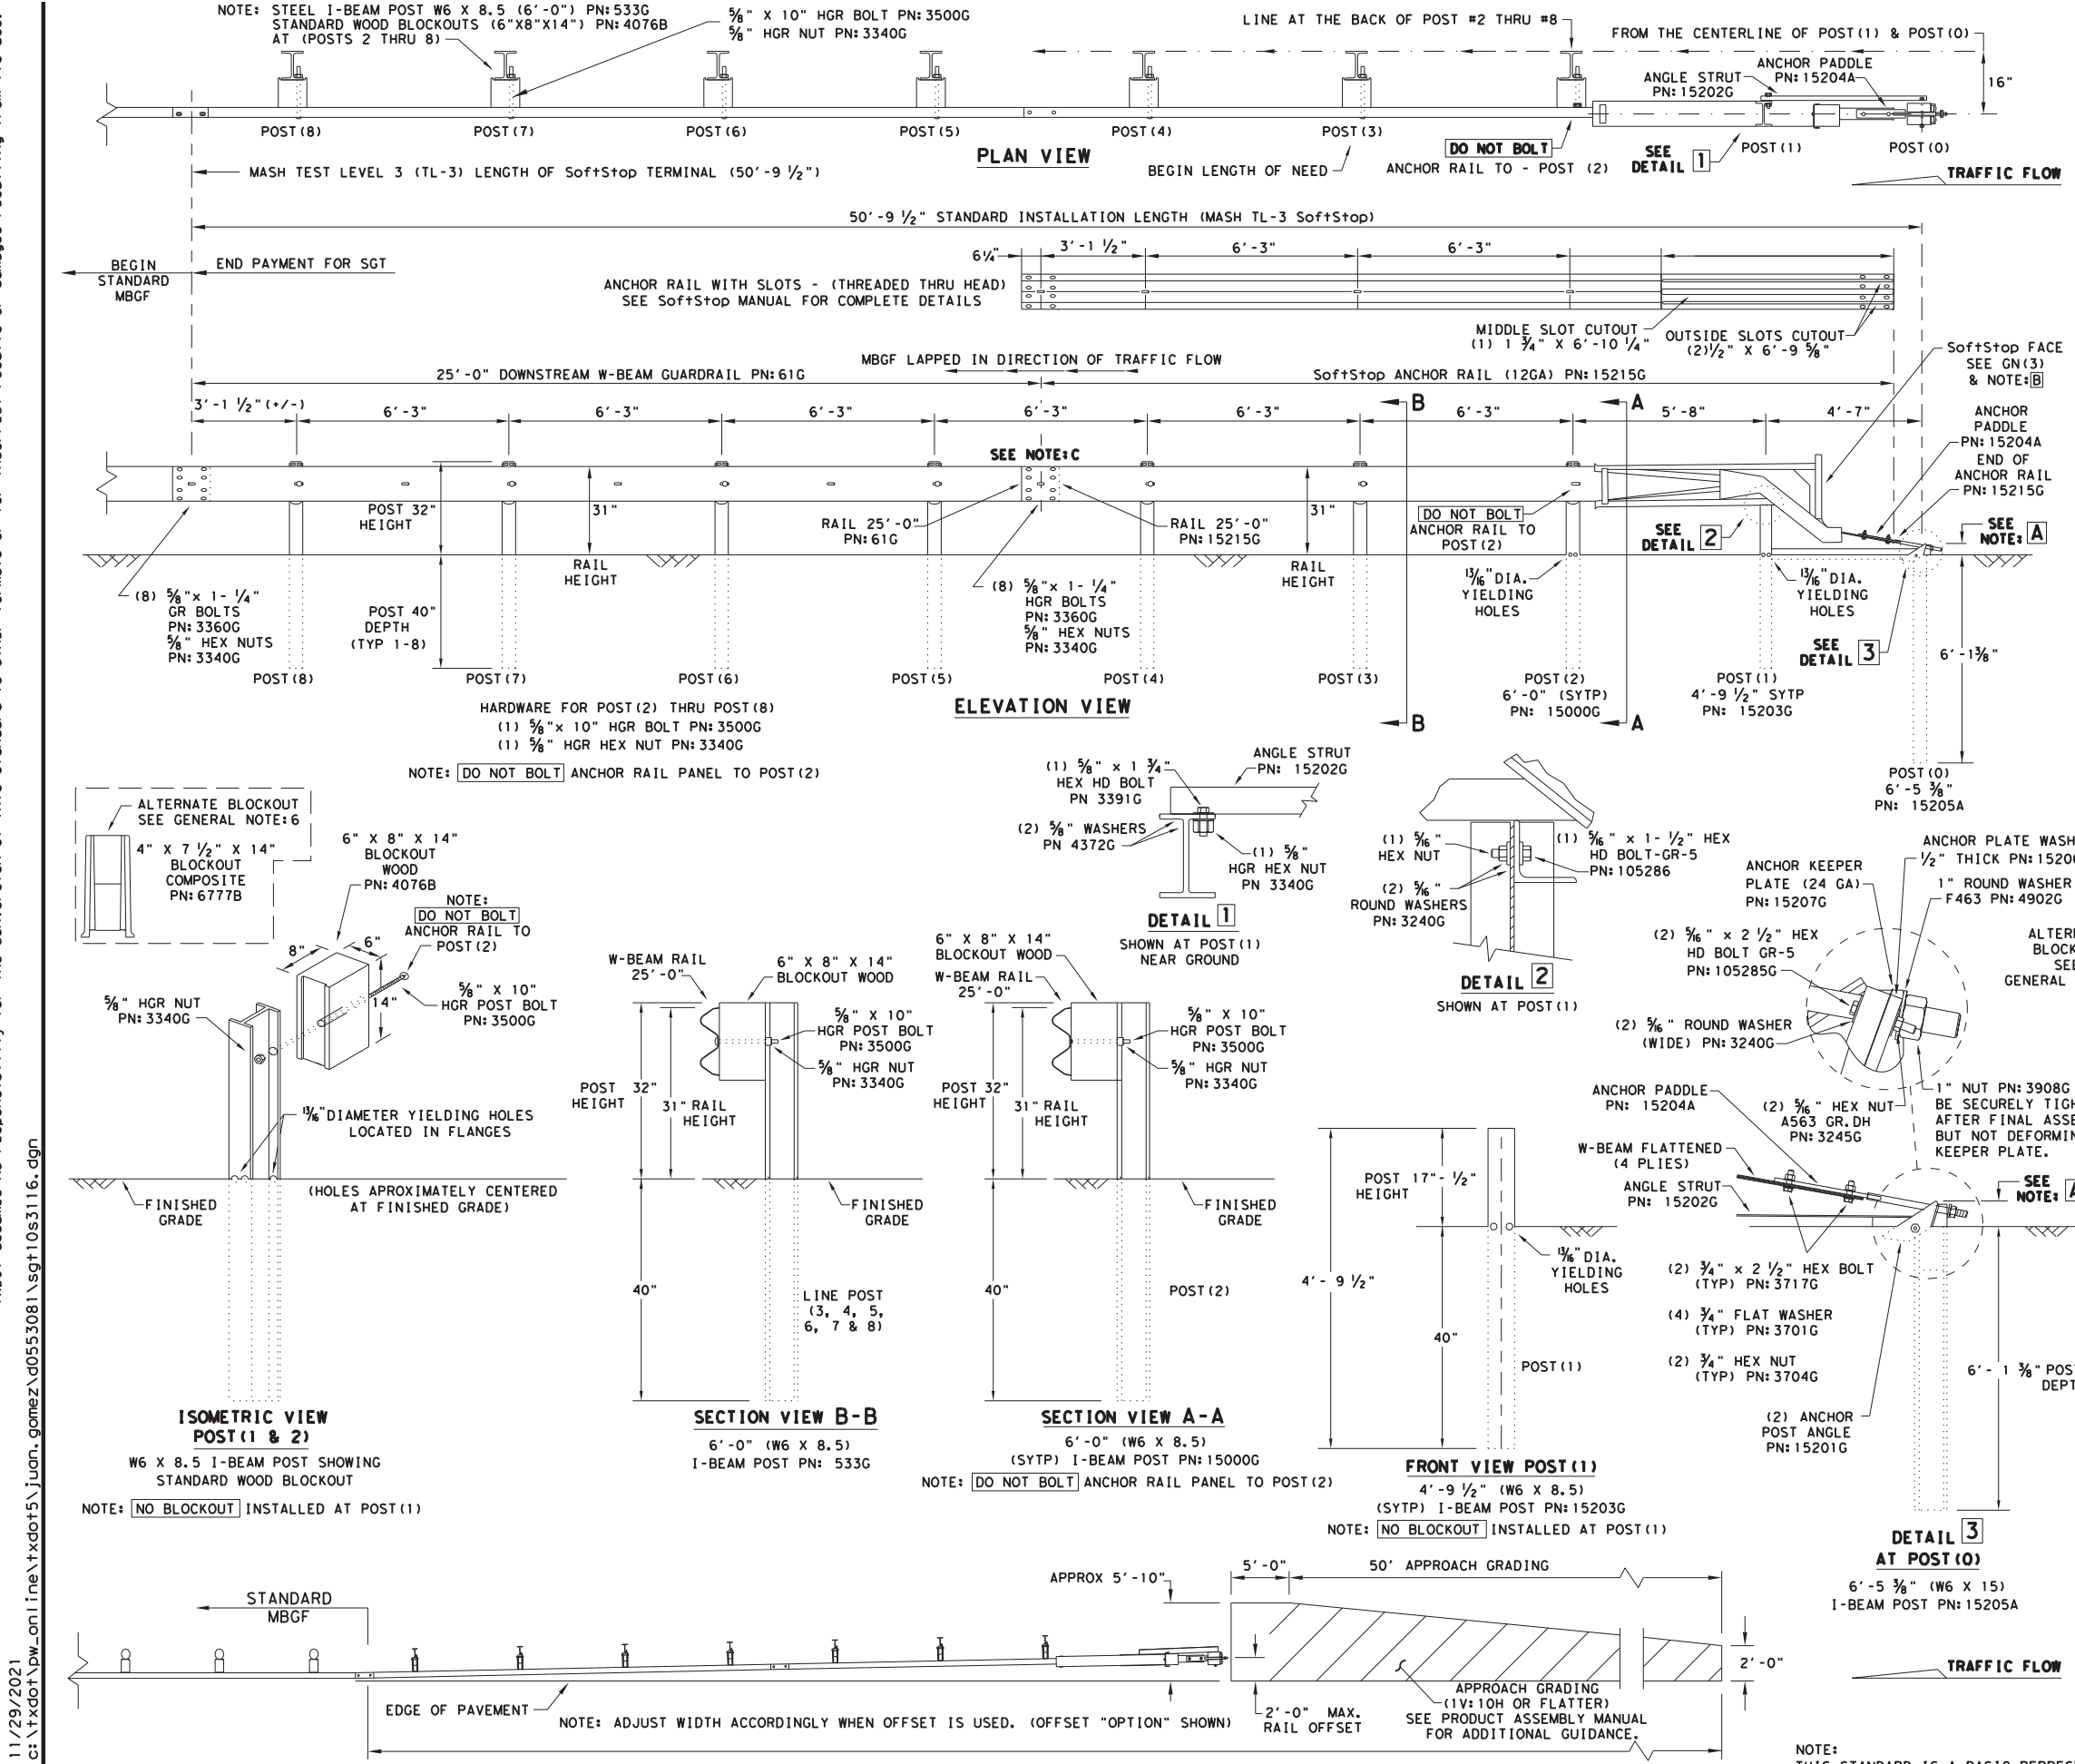 NOTE: STEEL I-BEAM POST W6 X 8.5 (6'-0") PN:533G
STANDARD WOOD BLOCKOUTS (6"X8"X14") PN:4076B
AT (POSTS 2 THRU 8)
⅝" X 10" HGR BOLT PN:3500G
⅝" HGR NUT PN:3340G
LINE AT THE BACK OF POST #2 THRU #8
FROM THE CENTERLINE OF POST(1) & POST(0)
ANCHOR PADDLE
PN:15204A
ANGLE STRUT
PN:15202G
16"
POST(8)
POST(7)
POST(6)
POST(5)
POST(4)
POST(3)
PLAN VIEW
DO NOT BOLT
ANCHOR RAIL TO - POST (2)
SEE
DETAIL 1
POST(1)
POST(0)
MASH TEST LEVEL 3 (TL-3) LENGTH OF SoftStop TERMINAL (50'-9 ½")
BEGIN LENGTH OF NEED
TRAFFIC FLOW
50'-9 ½" STANDARD INSTALLATION LENGTH (MASH TL-3 SoftStop)
6¼"
3'-1 ½"
6'-3"
6'-3"
BEGIN
STANDARD
MBGF
END PAYMENT FOR SGT
ANCHOR RAIL WITH SLOTS - (THREADED THRU HEAD)
SEE SoftStop MANUAL FOR COMPLETE DETAILS
MIDDLE SLOT CUTOUT
(1) 1 ¾" X 6'-10 ¼"
OUTSIDE SLOTS CUTOUT
(2)½" X 6'-9 ⅝"
MBGF LAPPED IN DIRECTION OF TRAFFIC FLOW
25'-0" DOWNSTREAM W-BEAM GUARDRAIL PN:61G
SoftStop ANCHOR RAIL (12GA) PN:15215G
SoftStop FACE
SEE GN(3)
& NOTE:B
3'-1 ½"(+/-)
6'-3"
6'-3"
6'-3"
6'-3"
6'-3"
B
6'-3"
A
5'-8"
4'-7"
ANCHOR
PADDLE
PN:15204A
END OF
ANCHOR RAIL
PN:15215G
SEE NOTE:C
POST 32"
HEIGHT
31"
RAIL
HEIGHT
RAIL 25'-0"
PN:61G
RAIL 25'-0"
PN:15215G
31"
RAIL
HEIGHT
DO NOT BOLT
ANCHOR RAIL TO
POST(2)
SEE
DETAIL 2
SEE
NOTE: A
(8) ⅝"x 1-¼"
GR BOLTS
PN:3360G
⅝" HEX NUTS
PN:3340G
POST 40"
DEPTH
(TYP 1-8)
(8) ⅝"x 1-¼"
HGR BOLTS
PN:3360G
⅝" HEX NUTS
PN:3340G
13/16"DIA.
YIELDING
HOLES
13/16"DIA.
YIELDING
HOLES
SEE
DETAIL 3
6'-1⅜"
POST(8)
POST(7)
POST(6)
POST(5)
POST(4)
POST(3)
POST(2)
6'-0" (SYTP)
PN: 15000G
POST(1)
4'-9 ½" SYTP
PN: 15203G
HARDWARE FOR POST(2) THRU POST(8)
(1) ⅝"x 10" HGR BOLT PN:3500G
(1) ⅝" HGR HEX NUT PN:3340G
ELEVATION VIEW
B
A
NOTE: DO NOT BOLT ANCHOR RAIL PANEL TO POST(2)
POST(0)
6'-5 ⅜"
PN: 15205A
ALTERNATE BLOCKOUT
SEE GENERAL NOTE:6
4" X 7 ½" X 14"
BLOCKOUT
COMPOSITE
PN:6777B
6" X 8" X 14"
BLOCKOUT
WOOD
PN:4076B
NOTE:
DO NOT BOLT
ANCHOR RAIL TO
POST(2)
8"
6"
14"
⅝" X 10"
HGR POST BOLT
PN:3500G
⅝" HGR NUT
PN:3340G
13/16"DIAMETER YIELDING HOLES
LOCATED IN FLANGES
FINISHED
GRADE
(HOLES APROXIMATELY CENTERED
AT FINISHED GRADE)
ISOMETRIC VIEW
POST(1 & 2)
W6 X 8.5 I-BEAM POST SHOWING
STANDARD WOOD BLOCKOUT
NOTE: NO BLOCKOUT INSTALLED AT POST(1)
(1) ⅝" x 1 ¾"
HEX HD BOLT
PN 3391G
ANGLE STRUT
PN: 15202G
(2) ⅝" WASHERS
PN 4372G
(1) ⅝"
HGR HEX NUT
PN 3340G
DETAIL 1
SHOWN AT POST(1)
NEAR GROUND
(1) 5/16"
HEX NUT
(1) 5/16" x 1-½" HEX
HD BOLT-GR-5
PN:105286
(2) 5/16"
ROUND WASHERS
PN:3240G
DETAIL 2
SHOWN AT POST(1)
W-BEAM RAIL
25'-0"
6" X 8" X 14"
BLOCKOUT WOOD
⅝" X 10"
HGR POST BOLT
PN:3500G
⅝" HGR NUT
PN:3340G
POST 32"
HEIGHT
31" RAIL
HEIGHT
FINISHED
GRADE
40"
LINE POST
(3, 4, 5,
6, 7 & 8)
SECTION VIEW B-B
6'-0" (W6 X 8.5)
I-BEAM POST PN: 533G
6" X 8" X 14"
BLOCKOUT WOOD
W-BEAM RAIL
25'-0"
⅝" X 10"
HGR POST BOLT
PN:3500G
⅝" HGR NUT
PN:3340G
POST 32"
HEIGHT
31" RAIL
HEIGHT
FINISHED
GRADE
40"
POST(2)
SECTION VIEW A-A
6'-0" (W6 X 8.5)
(SYTP) I-BEAM POST PN:15000G
NOTE: DO NOT BOLT ANCHOR RAIL PANEL TO POST(2)
POST 17"-½"
HEIGHT
13/16"DIA.
YIELDING
HOLES
4'- 9 ½"
40"
POST(1)
FRONT VIEW POST(1)
4'-9 ½" (W6 X 8.5)
(SYTP) I-BEAM POST PN:15203G
NOTE: NO BLOCKOUT INSTALLED AT POST(1)
ANCHOR PLATE
½" THICK
ANCHOR KEEPER
PLATE (24 GA)
PN:15207G
1" ROUND WASHER
F463 PN:4902G
(2) 5/16" x 2 ½" HEX
HD BOLT GR-5
PN:105285G
SEE
GENERAL
(2) 5/16" ROUND WASHER
(WIDE) PN:3240G
ANCHOR PADDLE
PN: 15204A
(2) 5/16" HEX NUT
A563 GR.DH
PN:3245G
1" NUT PN:3908G
BE SECURELY
AFTER FINAL
BUT NOT
KEEPER PLATE.
W-BEAM FLATTENED
(4 PLIES)
ANGLE STRUT
PN: 15202G
SEE
NOTE:
(2) ¾" x 2 ½" HEX BOLT
(TYP) PN:3717G
(4) ¾" FLAT WASHER
(TYP) PN:3701G
(2) ¾" HEX NUT
(TYP) PN:3704G
6'- 1 ⅜"
(2) ANCHOR
POST ANGLE
PN:15201G
DETAIL 3
AT POST(0)
6'-5 ⅜" (W6 X 15)
I-BEAM POST PN:15205A
STANDARD
MBGF
APPROX 5'-10"
5'-0"
50' APPROACH GRADING
2'-0"
TRAFFIC FLOW
EDGE OF PAVEMENT
NOTE: ADJUST WIDTH ACCORDINGLY WHEN OFFSET IS USED. (OFFSET "OPTION" SHOWN)
2'-0" MAX.
RAIL OFFSET
APPROACH GRADING
(1V:10H OR FLATTER)
SEE PRODUCT ASSEMBLY MANUAL
FOR ADDITIONAL GUIDANCE.
NOTE:
11/29/2021
c:\txdot\pw_online\txdot5\juan.gomez\d0553081\sgt10s3116.dgn